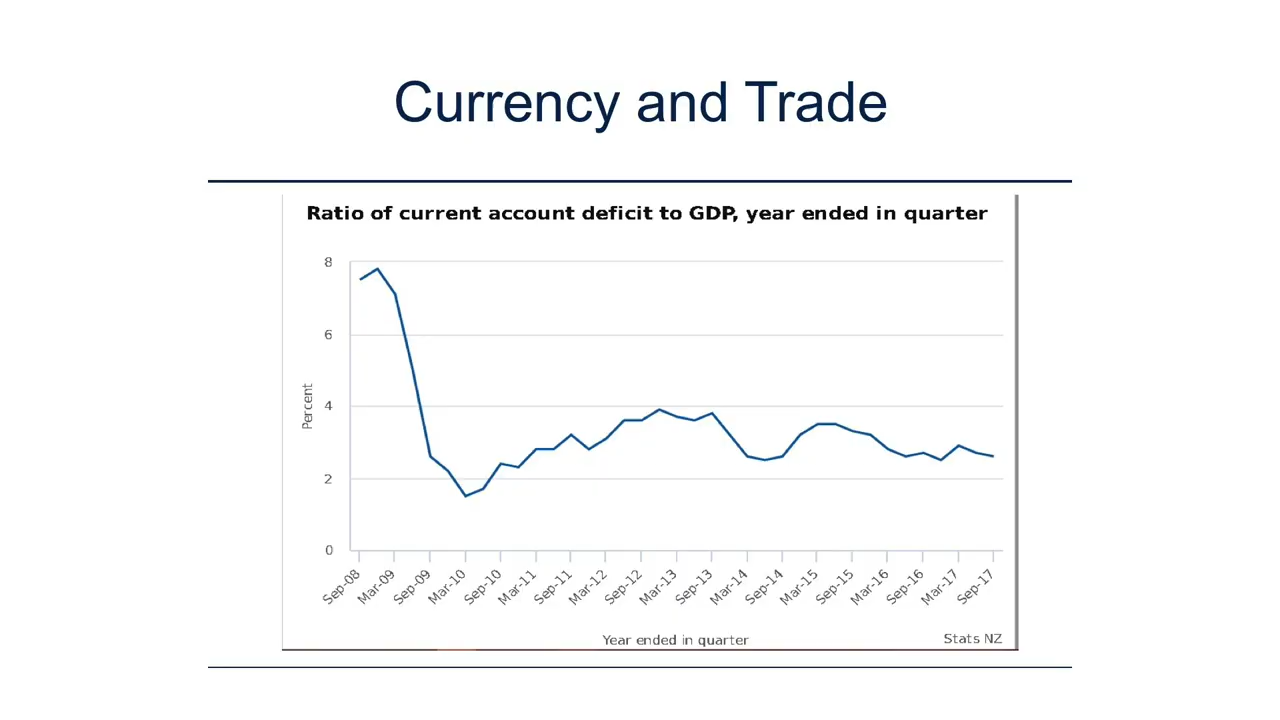 Currency and Trade
Ratio of current account deficit to GDP, year ended in quarter
8
6
4
2
0
Percent
Sep-08 Mar-09 Sep-09 Mar-10 Sep-10 Mar-11 Sep-11 Mar-12 Sep-12 Mar-13 Sep-13 Mar-14 Sep-14 Mar-15 Sep-15 Mar-16 Sep-16 Mar-17 Sep-17
Year ended in quarter
Stats NZ